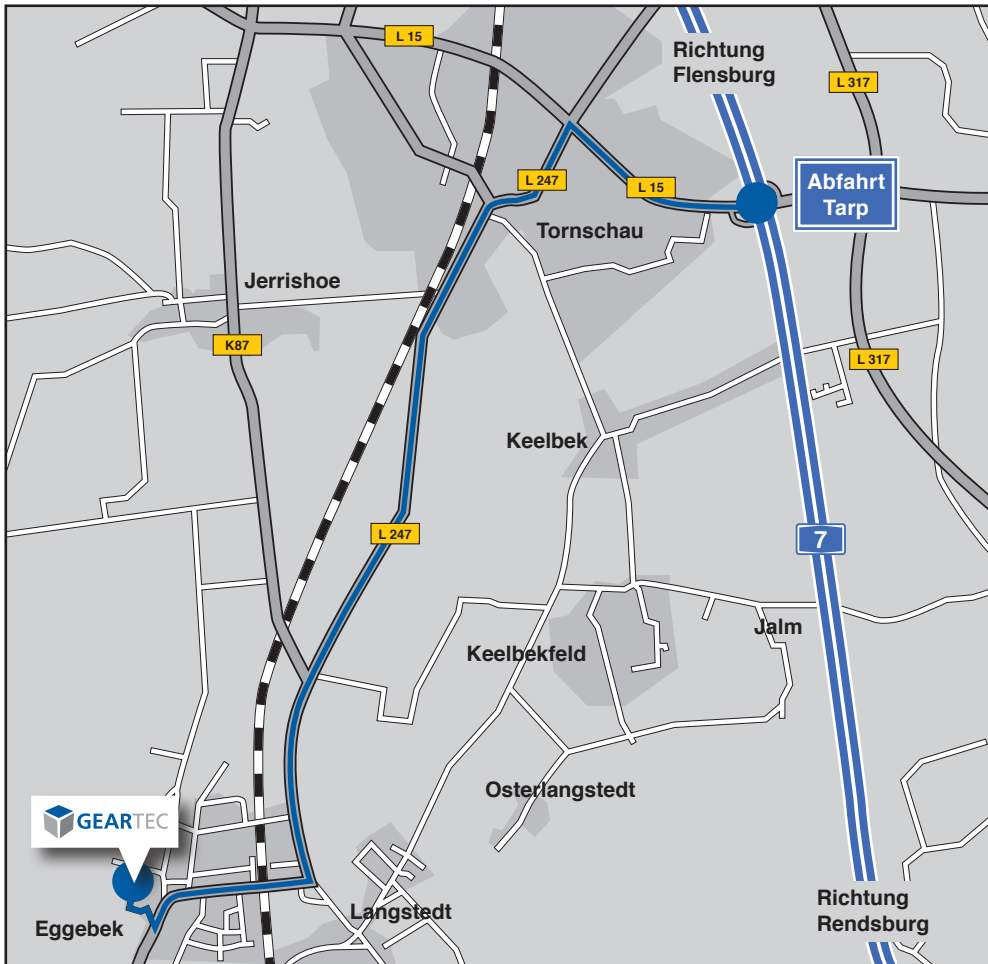 L 15
Richtung
Flensburg
L 317
L 247
L 15
Abfahrt
Tarp
Tornschau
Jerrishoe
K87
L 317
Keelbek
L 247
7
Jalm
Keelbekfeld
Osterlangstedt
GEARTEC
Richtung
Rendsburg
Langstedt
Eggebek